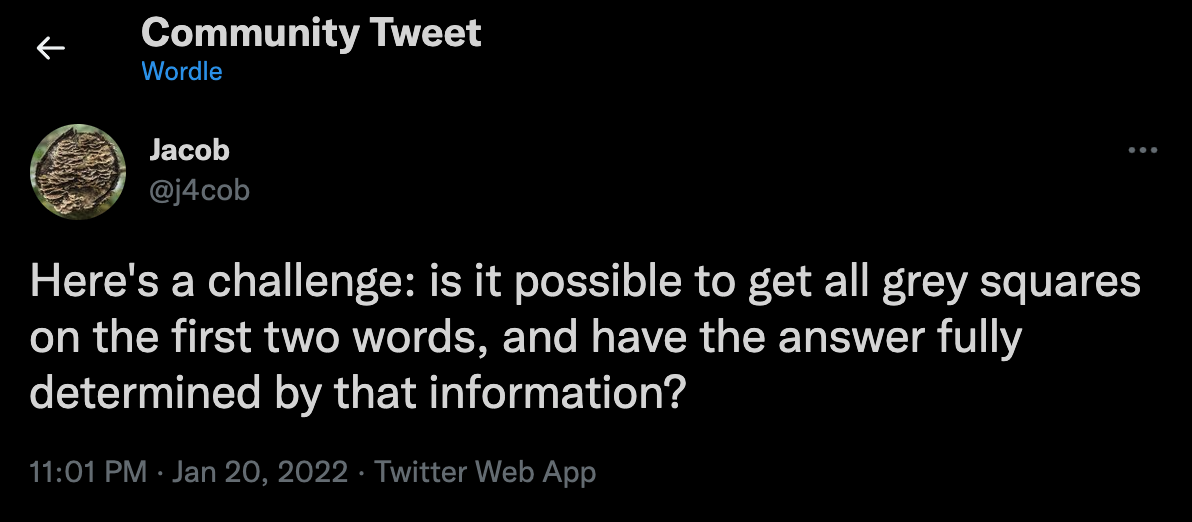 Community Tweet
Wordle
Jacob
@j4cob
Here's a challenge: is it possible to get all grey squares
on the first two words, and have the answer fully
determined by that information?
11:01 PM · Jan 20, 2022 · Twitter Web App